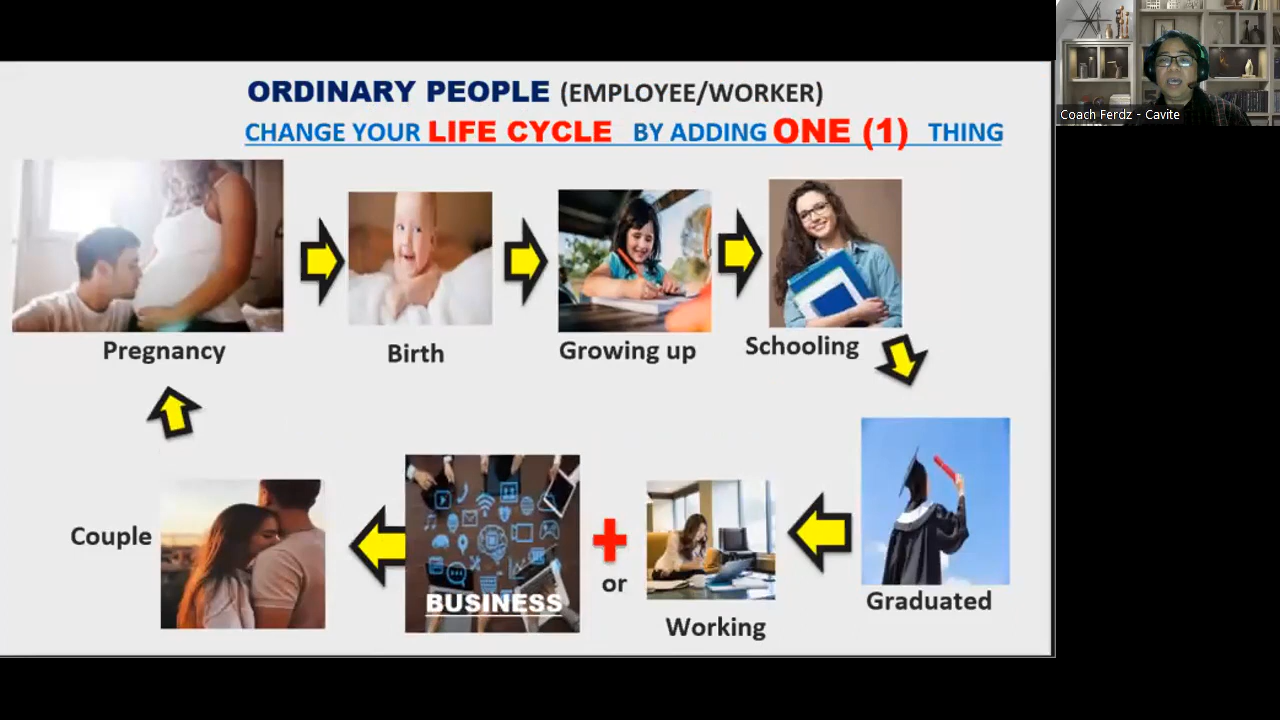 Coach Ferdz - Cavite
ORDINARY PEOPLE (EMPLOYEE/WORKER)
CHANGE YOUR LIFE CYCLE BY ADDING ONE (1) THING
Pregnancy
Birth
Growing up
Schooling
Graduated
Working
or
BUSINESS
Couple